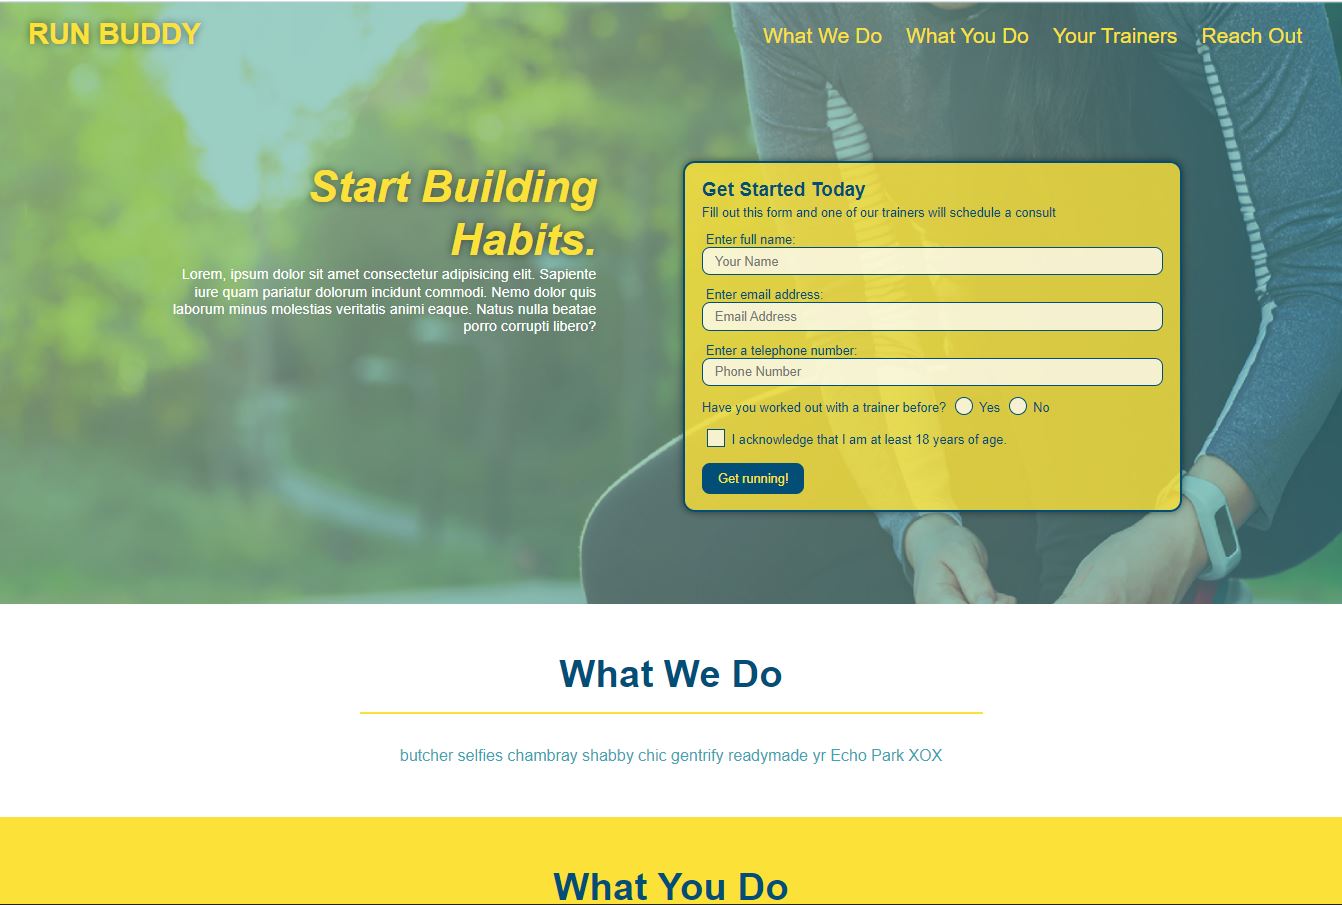 RUN BUDDY
What We Do What You Do Your Trainers Reach Out
Start Building
Habits.
Lorem, ipsum dolor sit amet consectetur adipisicing elit. Sapiente
iure quam pariatur dolorum incidunt commodi. Nemo dolor quis
laborum minus molestias veritatis animi eaque. Natus nulla beatae
porro corrupti libero?
Get Started Today
Fill out this form and one of our trainers will schedule a consult
Enter full name:
Your Name
Enter email address:
Email Address
Enter a telephone number:
Phone Number
Have you worked out with a trainer before? Yes No
I acknowledge that I am at least 18 years of age.
Get running!
What We Do
butcher selfies chambray shabby chic gentrify readymade yr Echo Park XOX
What You Do